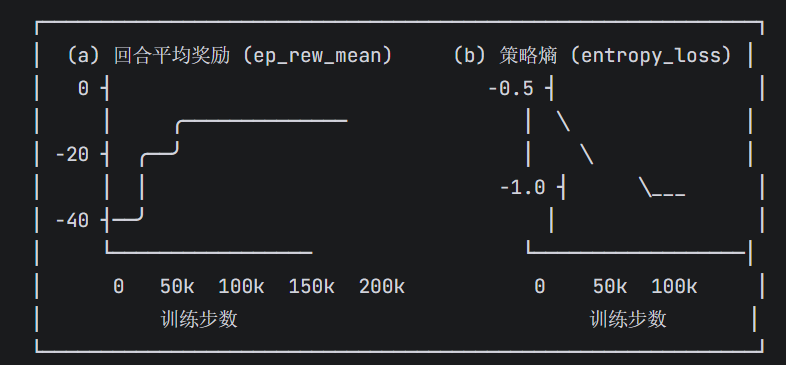 (a) 回合平均奖励 (ep_rew_mean) (b) 策略熵 (entropy_loss)
0 -0.5
-20
-1.0
-40
0 50k 100k 150k 200k 0 50k 100k
训练步数 训练步数